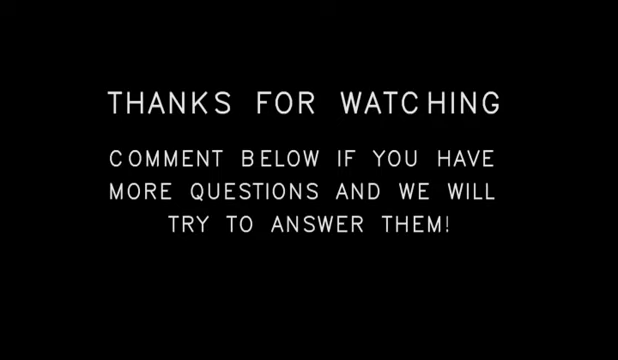 THANKS FOR WATCHING
COMMENT BELOW IF YOU HAVE
MORE QUESTIONS AND WE WILL
TRY TO ANSWER THEM!